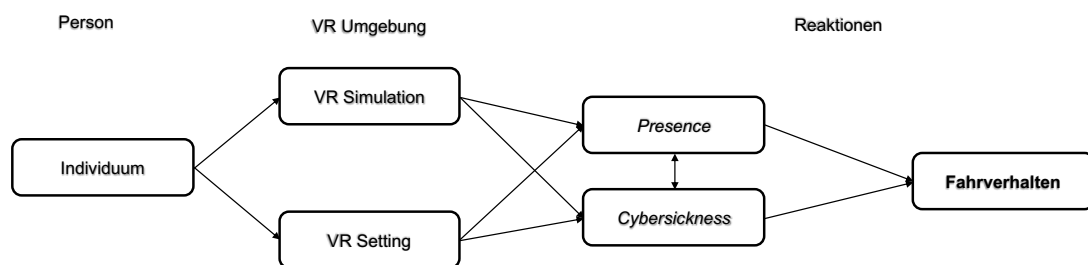 Person
VR Umgebung
Reaktionen
VR Simulation
Presence
Individuum
Fahrverhalten
Cybersickness
VR Setting